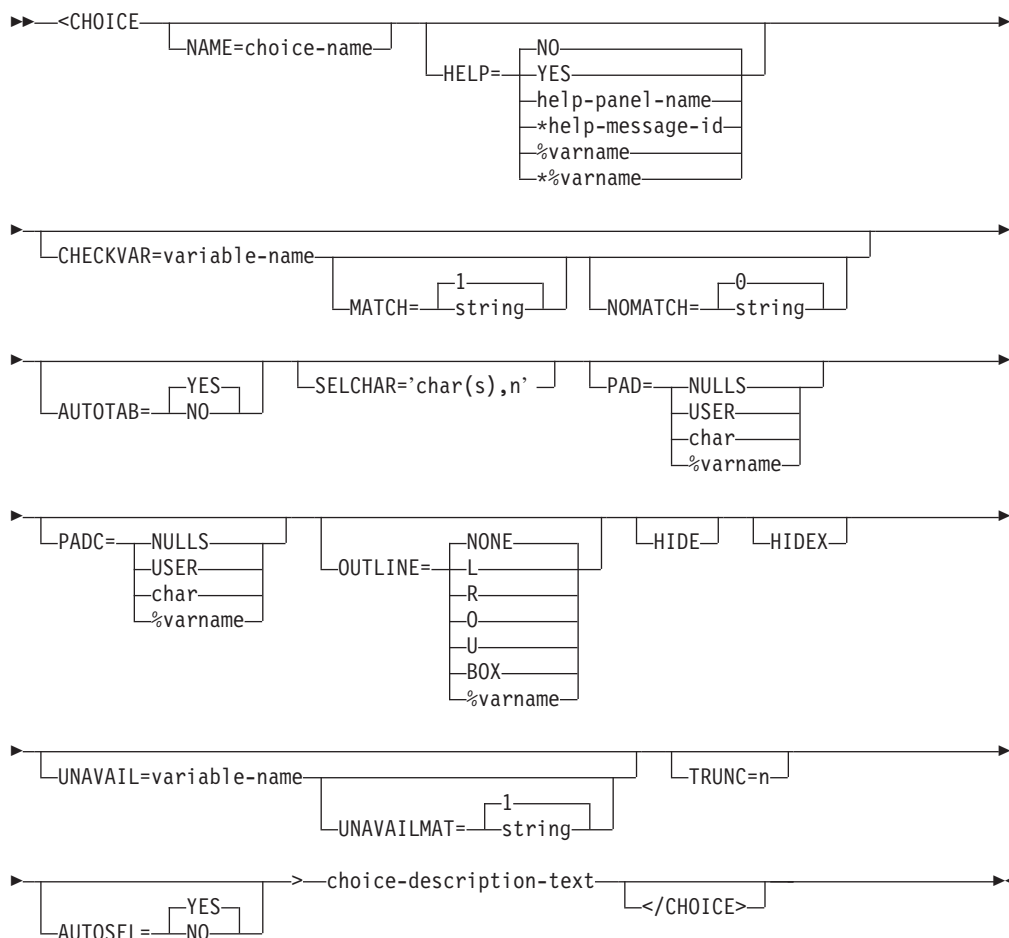 <CHOICE
NAME=choice-name
HELP=
NO
YES
help-panel-name
*help-message-id
%varname
*%varname
CHECKVAR=variable-name
MATCH=
1
string
NOMATCH=
0
string
AUTOTAB=
YES
NO
SELCHAR=’char(s),n’
PAD=
NULLS
USER
char
%varname
PADC=
NULLS
USER
char
%varname
OUTLINE=
NONE
L
R
O
U
BOX
%varname
HIDE
HIDEX
UNAVAIL=variable-name
UNAVAILMAT=
1
string
TRUNC=n
AUTOSEL=
YES
NO
>
choice-description-text
</CHOICE>